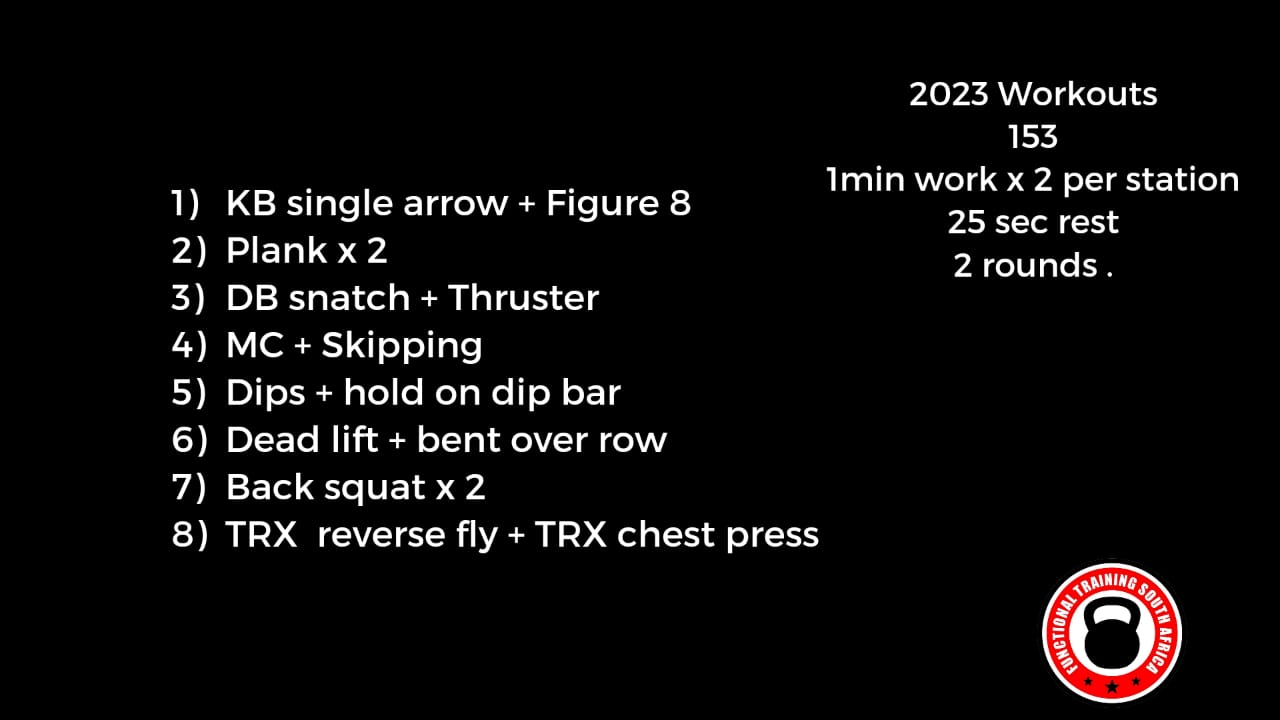 2023 Workouts
153
1min work x 2 per station
25 sec rest
2 rounds .
1) KB single arrow + Figure 8
2) Plank x 2
3) DB snatch + Thruster
4) MC + Skipping
5) Dips + hold on dip bar
6) Dead lift + bent over row
7) Back squat x 2
8) TRX  reverse fly + TRX chest press
FUNCTIONAL TRAINING SOUTH AFRICA